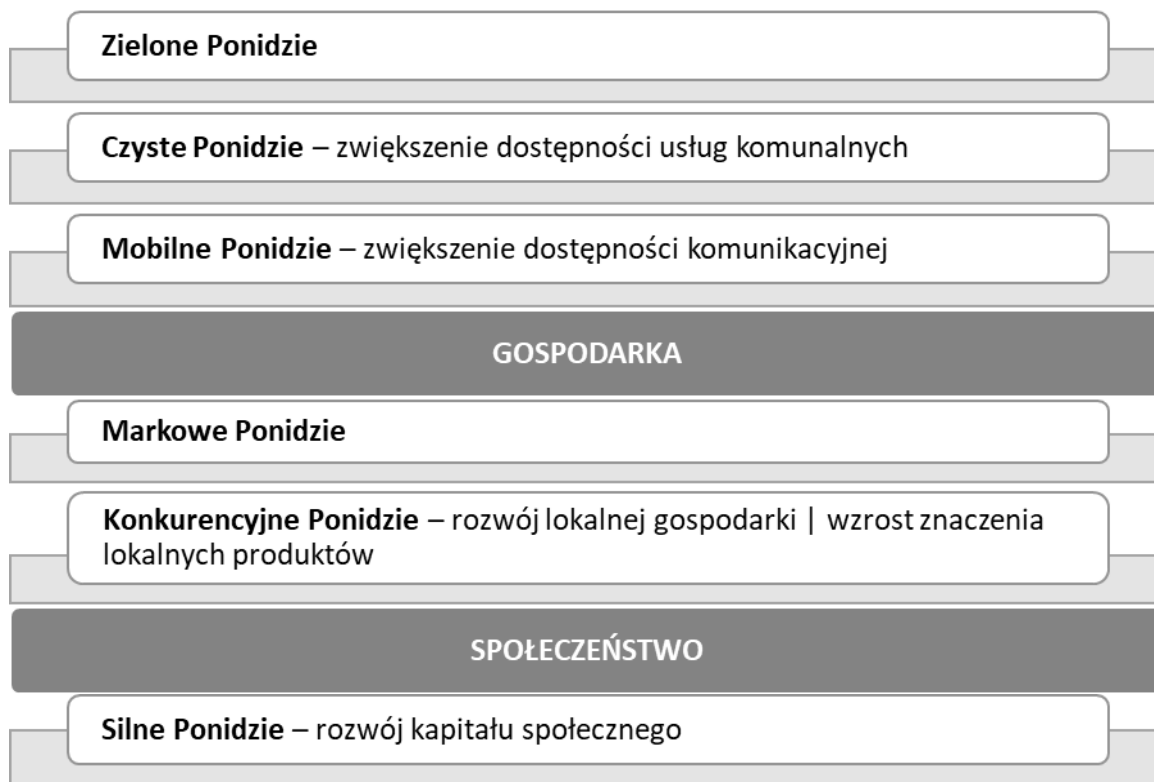 Zielone Ponidzie
Czyste Ponidzie – zwiększenie dostępności usług komunalnych
Mobilne Ponidzie – zwiększenie dostępności komunikacyjnej
GOSPODARKA
Markowe Ponidzie
Konkurencyjne Ponidzie – rozwój lokalnej gospodarki | wzrost znaczenia
lokalnych produktów
SPOŁECZEŃSTWO
Silne Ponidzie – rozwój kapitału społecznego